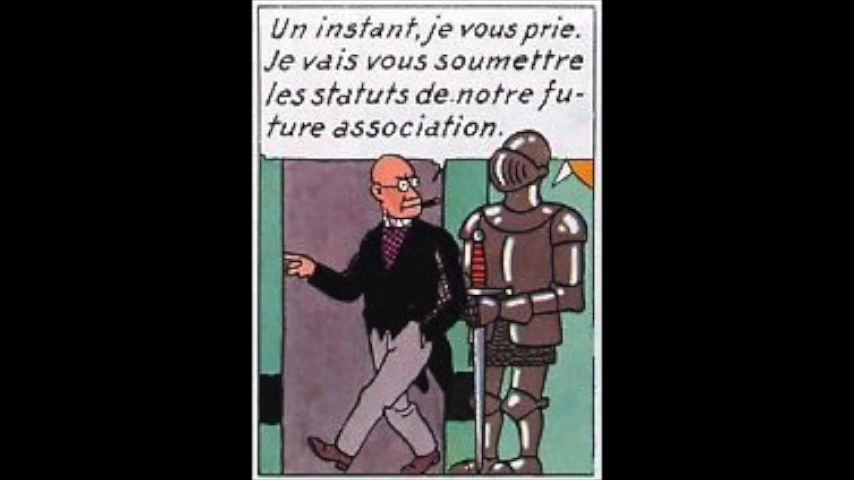 Un instant, je vous prie.
Je vais vous soumettre
les statuts de notre fu-
ture association.